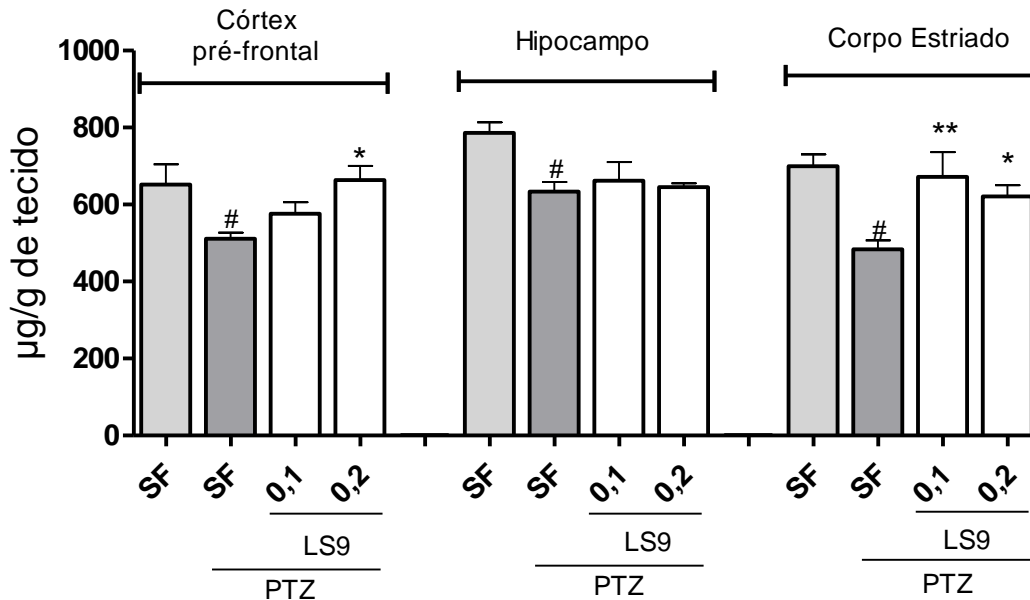 Córtex
pré-frontal
Hipocampo
Corpo Estriado
µg/g de tecido
1000
800
600
400
200
0
#
*
#
#
**
*
SF SF 0,1 0,2 SF SF 0,1 0,2 SF SF 0,1 0,2
LS9 LS9 LS9
PTZ PTZ PTZ